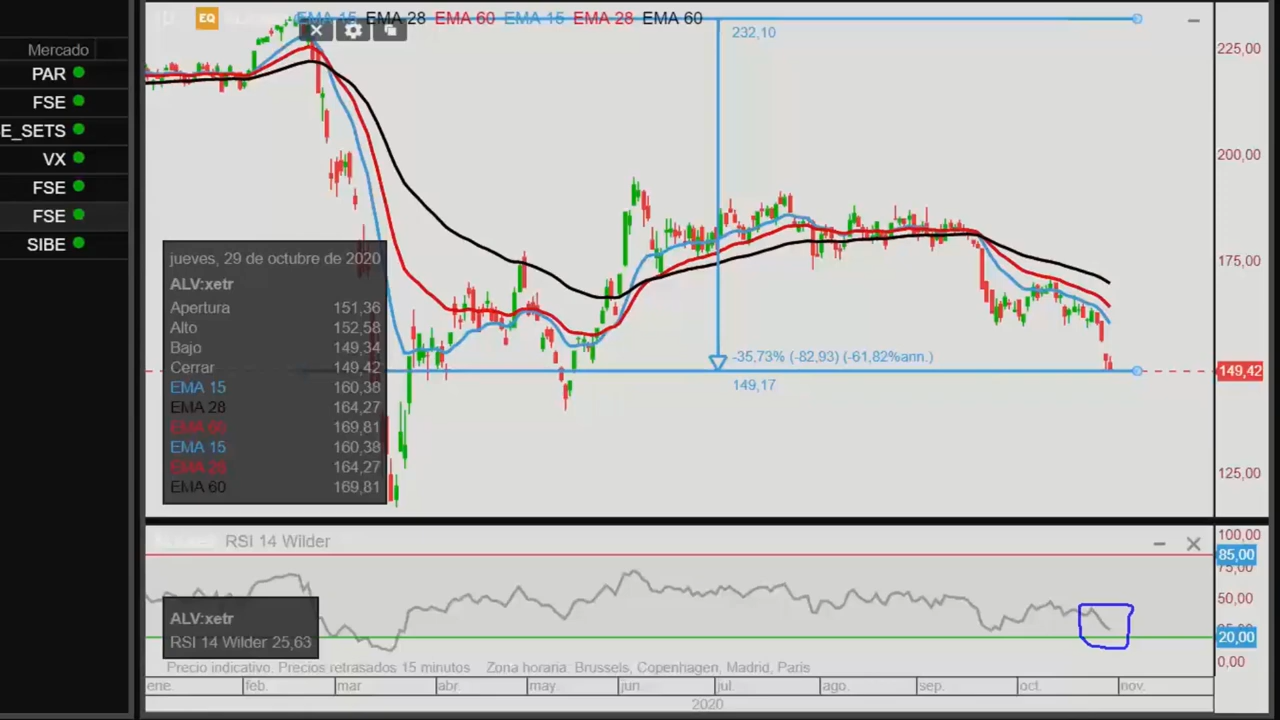 EQ EMA 15 EMA 28 EMA 60 EMA 15 EMA 28 EMA 60
232,10
225,00
200,00
175,00
149,42
125,00
Mercado
PAR
FSE
E_SETS
VX
FSE
FSE
SIBE
jueves, 29 de octubre de 2020
ALV:xetr
Apertura 151,36
Alto 152,58
Bajo 149,34
Cerrar 149,42
EMA 15 160,38
EMA 28 164,27
EMA 60 169,81
EMA 15 160,38
EMA 28 164,27
EMA 60 169,81
-35,73% (-82,93) (-61,82%ann.)
149,17
RSI 14 Wilder
100,00
85,00
75,00
50,00
20,00
0,00
ALV:xetr
RSI 14 Wilder 25,63
Precio indicativo. Precios retrasados 15 minutos Zona horaria: Brussels, Copenhagen, Madrid, Paris
ene. feb. mar abr. may. jun. jul. ago. sep. oct. nov.
2020